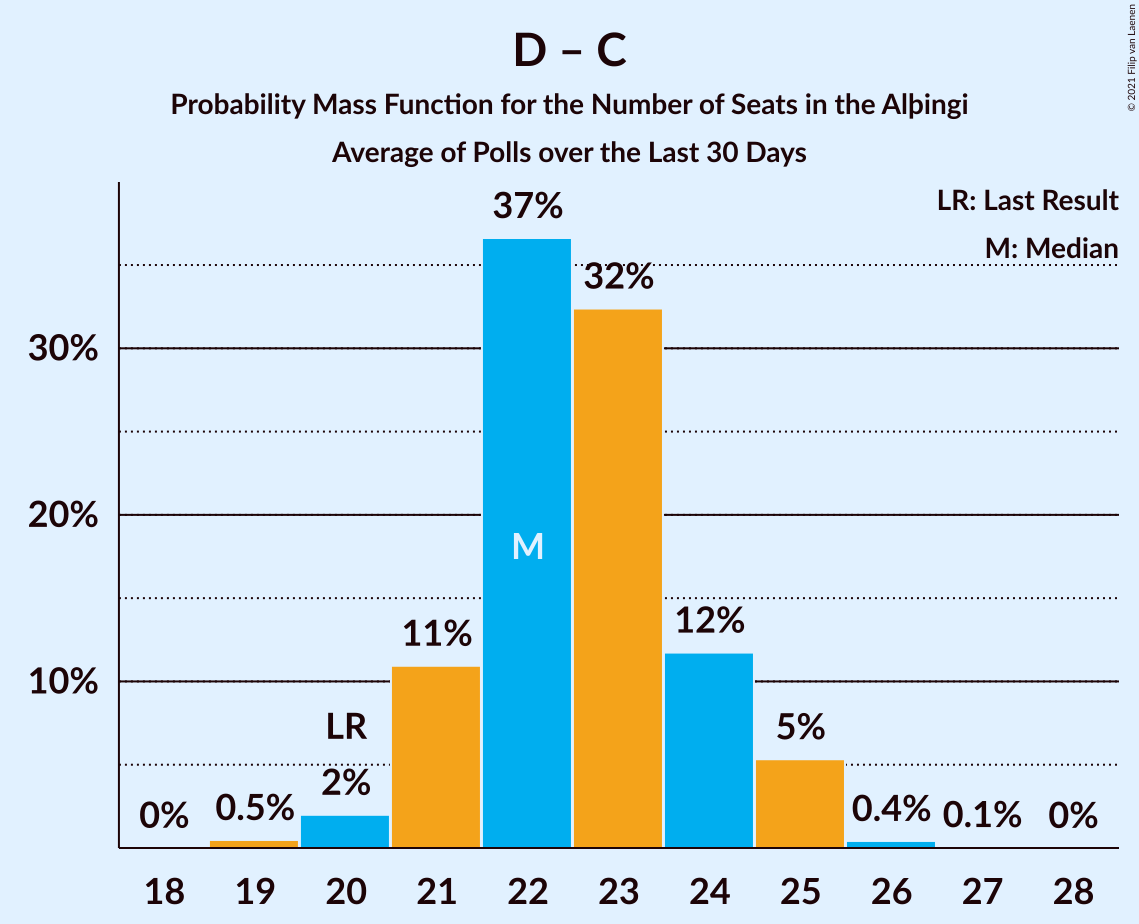 D – C
Probability Mass Function for the Number of Seats in the Alþingi
Average of Polls over the Last 30 Days
© 2021 Filip van Laenen
LR: Last Result
M: Median
37%
32%
30%
20%
M
12%
11%
10%
LR
5%
2%
0%
0.5%
0.4%
0.1%
0%
18 19 20 21 22 23 24 25 26 27 28